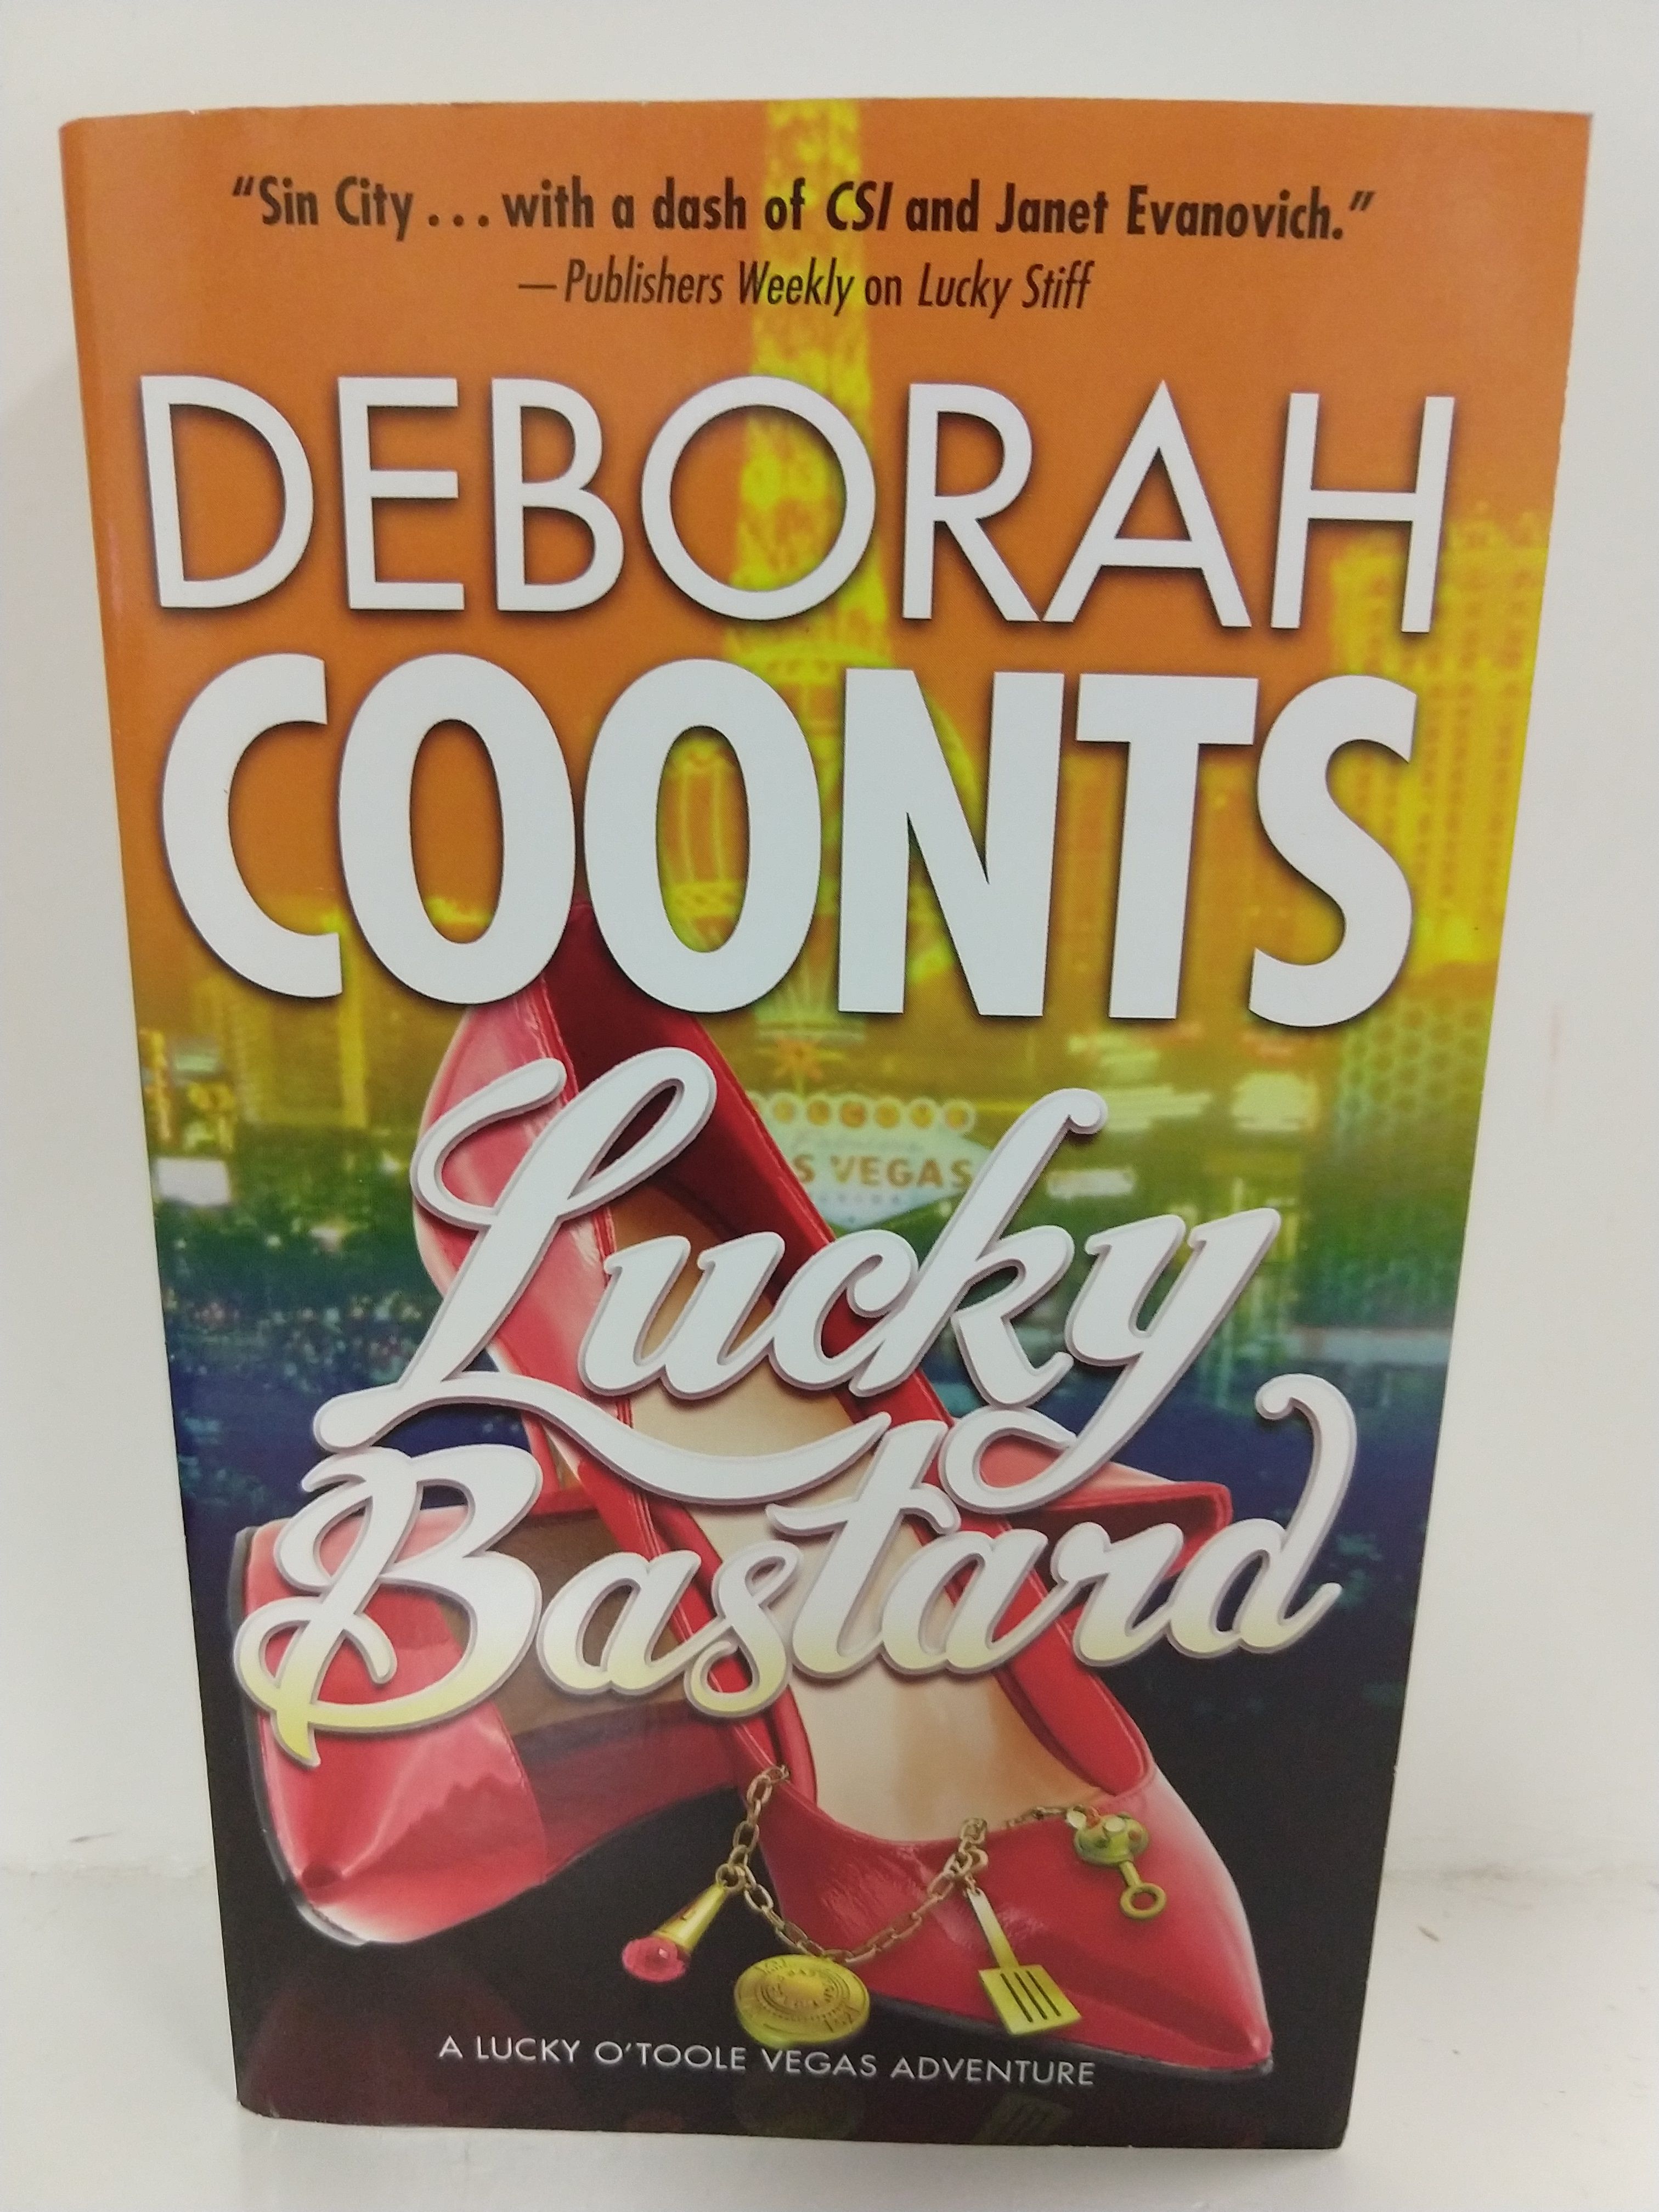 “Sin City . . . with a dash of CSI and Janet Evanovich.”
—Publishers Weekly on Lucky Stiff
DEBORAH
COONTS
S VEGAS
Lucky
Bastard
A LUCKY O’TOOLE VEGAS ADVENTURE